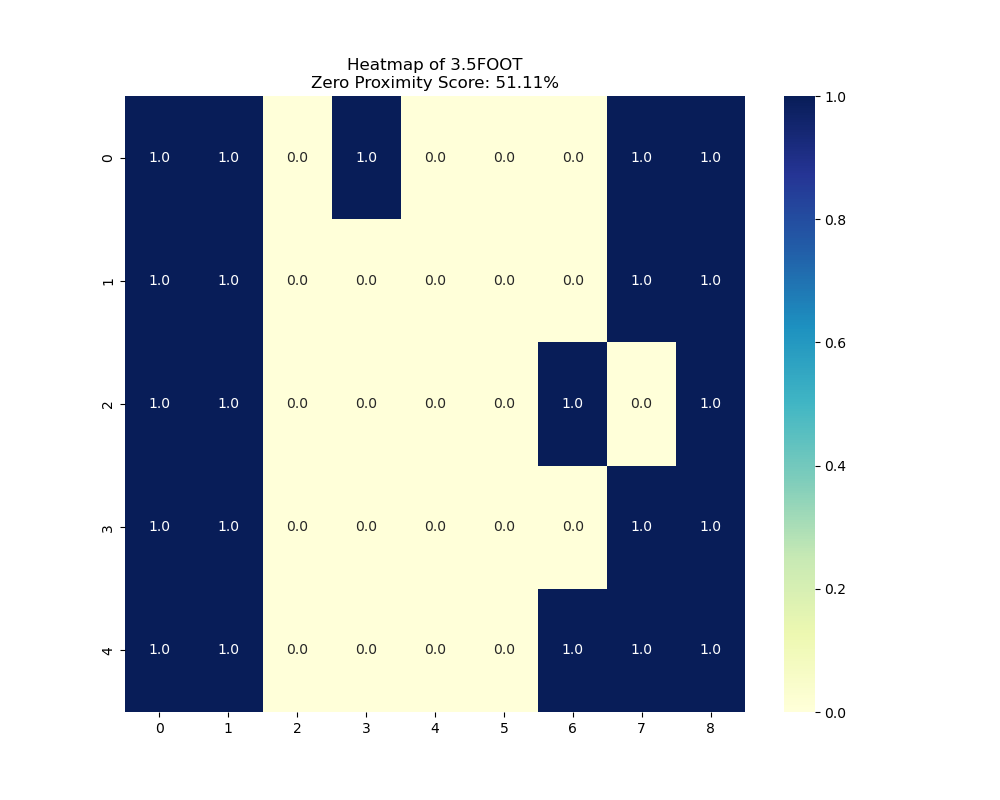 Heatmap of 3.5FOOT
Zero Proximity Score: 51.11%
0 1.0 1.0 0.0 1.0 0.0 0.0 0.0 1.0 1.0
1 1.0 1.0 0.0 0.0 0.0 0.0 0.0 1.0 1.0
2 1.0 1.0 0.0 0.0 0.0 0.0 1.0 0.0 1.0
3 1.0 1.0 0.0 0.0 0.0 0.0 0.0 1.0 1.0
4 1.0 1.0 0.0 0.0 0.0 0.0 1.0 1.0 1.0
0 1 2 3 4 5 6 7 8
1.0
0.8
0.6
0.4
0.2
0.0